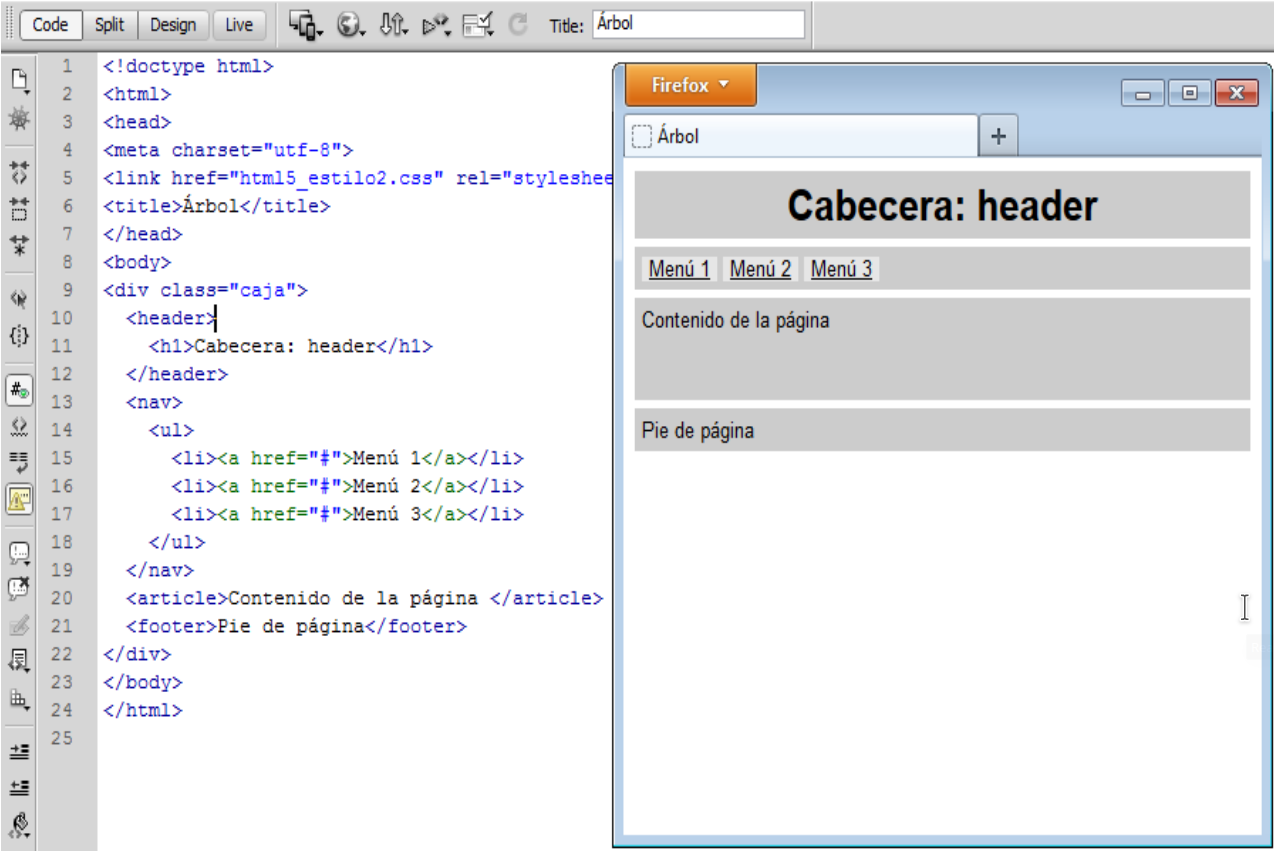 Code Split Design Live Title: Árbol
1 <!doctype html>
2 <html>
3 <head>
4 <meta charset="utf-8">
5 <link href="html5_estilo2.css" rel="styleshee
6 <title>Árbol</title>
7 </head>
8 <body>
9 <div class="caja">
10 <header>
11 <h1>Cabecera: header</h1>
12 </header>
13 <nav>
14 <ul>
15 <li><a href="#">Menú 1</a></li>
16 <li><a href="#">Menú 2</a></li>
17 <li><a href="#">Menú 3</a></li>
18 </ul>
19 </nav>
20 <article>Contenido de la página </article>
21 <footer>Pie de página</footer>
22 </div>
23 </body>
24 </html>
25
Firefox
Árbol
Cabecera: header
Menú 1 Menú 2 Menú 3
Contenido de la página
Pie de página